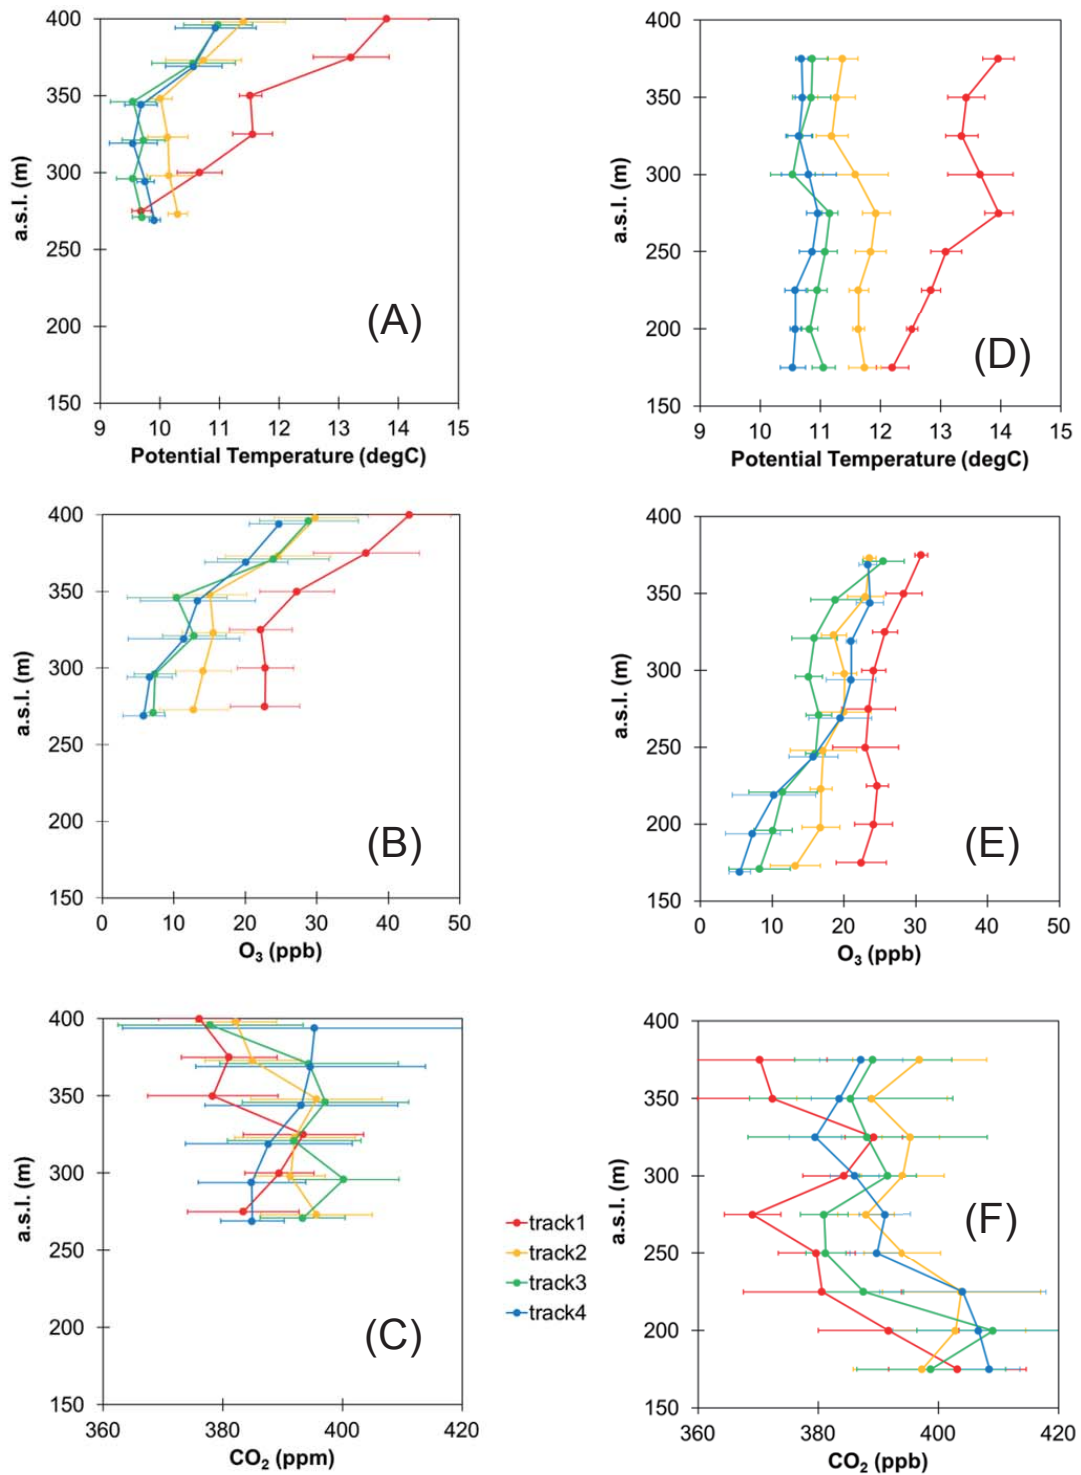 400
350
300
250
200
150
a.s.l. (m)
(A)
9 10 11 12 13 14 15
Potential Temperature (degC)
400
350
300
250
200
150
a.s.l. (m)
(D)
9 10 11 12 13 14 15
Potential Temperature (degC)
400
350
300
250
200
150
a.s.l. (m)
(B)
0 10 20 30 40 50
O₃ (ppb)
400
350
300
250
200
150
a.s.l. (m)
(E)
0 10 20 30 40 50
O₃ (ppb)
400
350
300
250
200
150
a.s.l. (m)
(C)
360 380 400 420
CO₂ (ppm)
track1
track2
track3
track4
400
350
300
250
200
150
a.s.l. (m)
(F)
360 380 400 420
CO₂ (ppb)